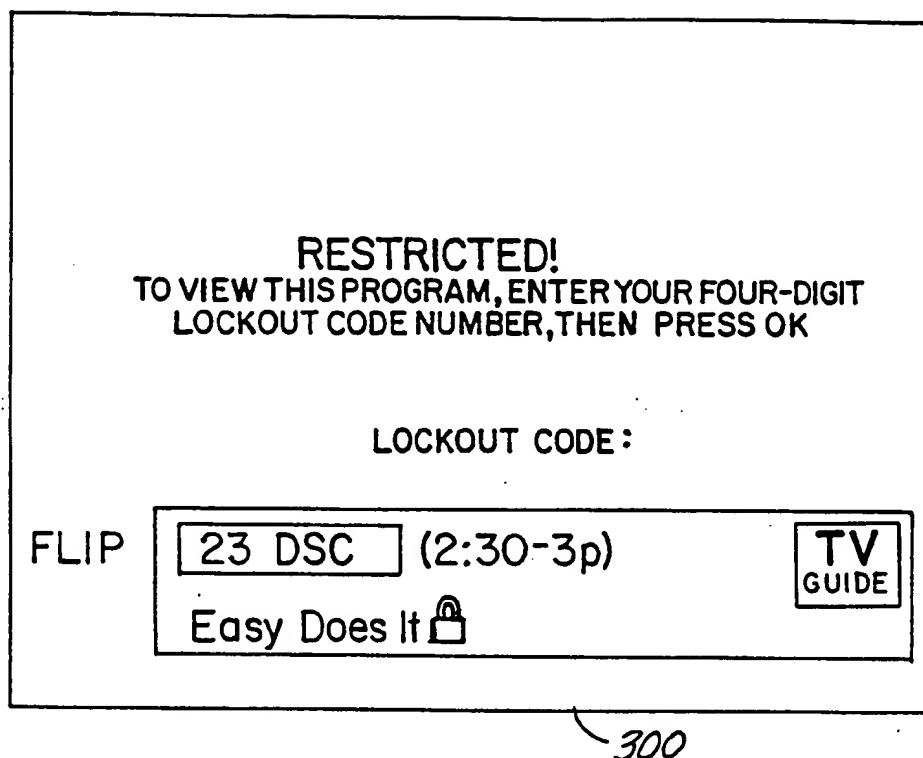 RESTRICTED!
TO VIEW THIS PROGRAM, ENTER YOUR FOUR-DIGIT
LOCKOUT CODE NUMBER, THEN PRESS OK
LOCKOUT CODE:
FLIP 23 DSC (2:30-3p) TV GUIDE
Easy Does It
300